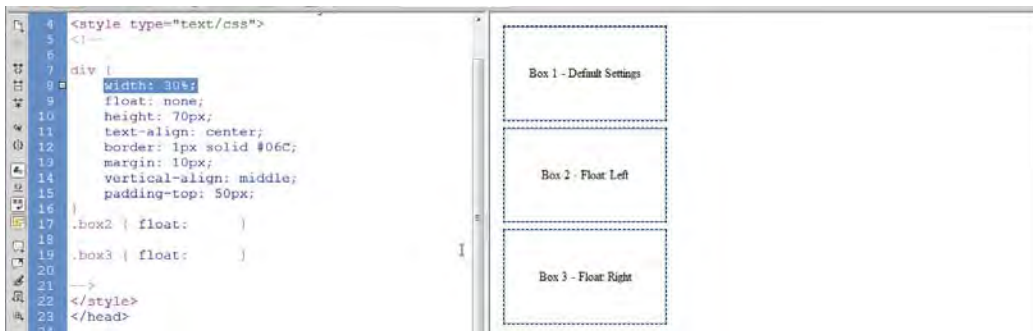 4 <style type="text/css">
5 <!--
6
7 div {
8 width: 30%;
9 float: none;
10 height: 70px;
11 text-align: center;
12 border: 1px solid #06C;
13 margin: 10px;
14 vertical-align: middle;
15 padding-top: 50px;
16 }
17 .box2 { float: }
18
19 .box3 { float: }
20
21 -->
22 </style>
23 </head>
Box 1 - Default Settings
Box 2 - Float Left
Box 3 - Float Right